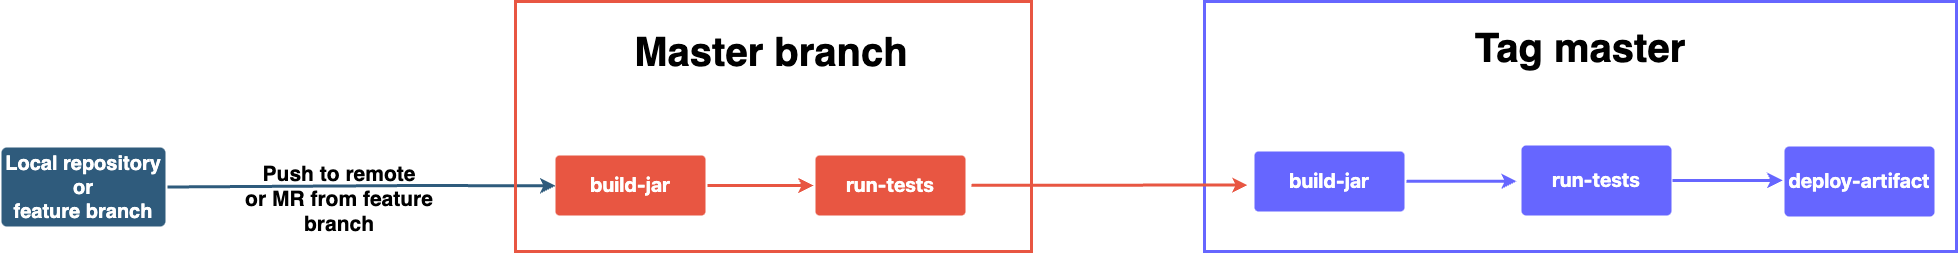 Master branch
Tag master
Local repository
or
feature branch
Push to remote
or MR from feature
branch
build-jar
run-tests
build-jar
run-tests
deploy-artifact